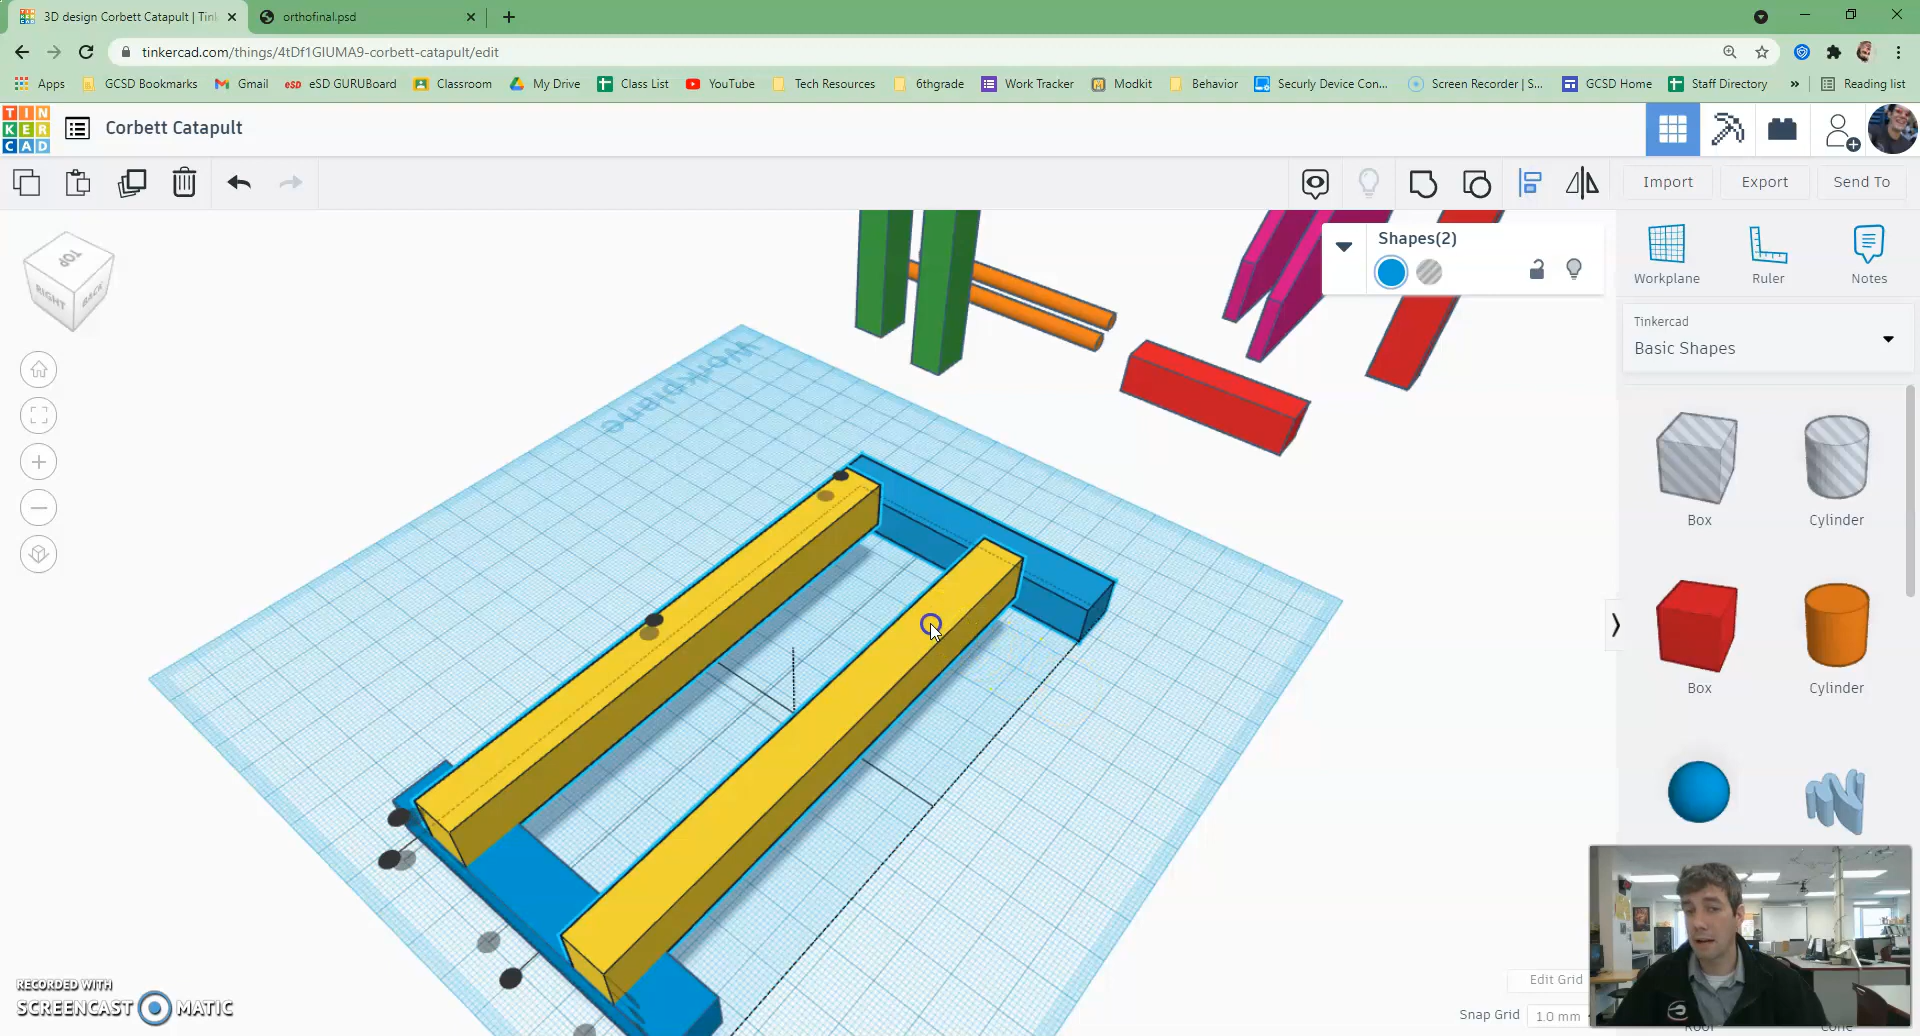 3D design Corbett Catapult | Tin
orthofinal.psd
tinkercad.com/things/4tDf1GIUMA9-corbett-catapult/edit
Apps GCSD Bookmarks Gmail eSD eSD GURUBoard Classroom My Drive Class List YouTube Tech Resources 6thgrade Work Tracker Modkit Behavior Securly Device Con... Screen Recorder | S... GCSD Home Staff Directory » Reading list
TIN
KER
CAD
Corbett Catapult
Import Export Send To
TOP
RIGHT
BACK
Workplane
Shapes(2)
Workplane Ruler Notes
Tinkercad
Basic Shapes
Box Cylinder
Box Cylinder
Edit Grid
Snap Grid 1.0 mm
RECORDED WITH
SCREENCAST MATIC